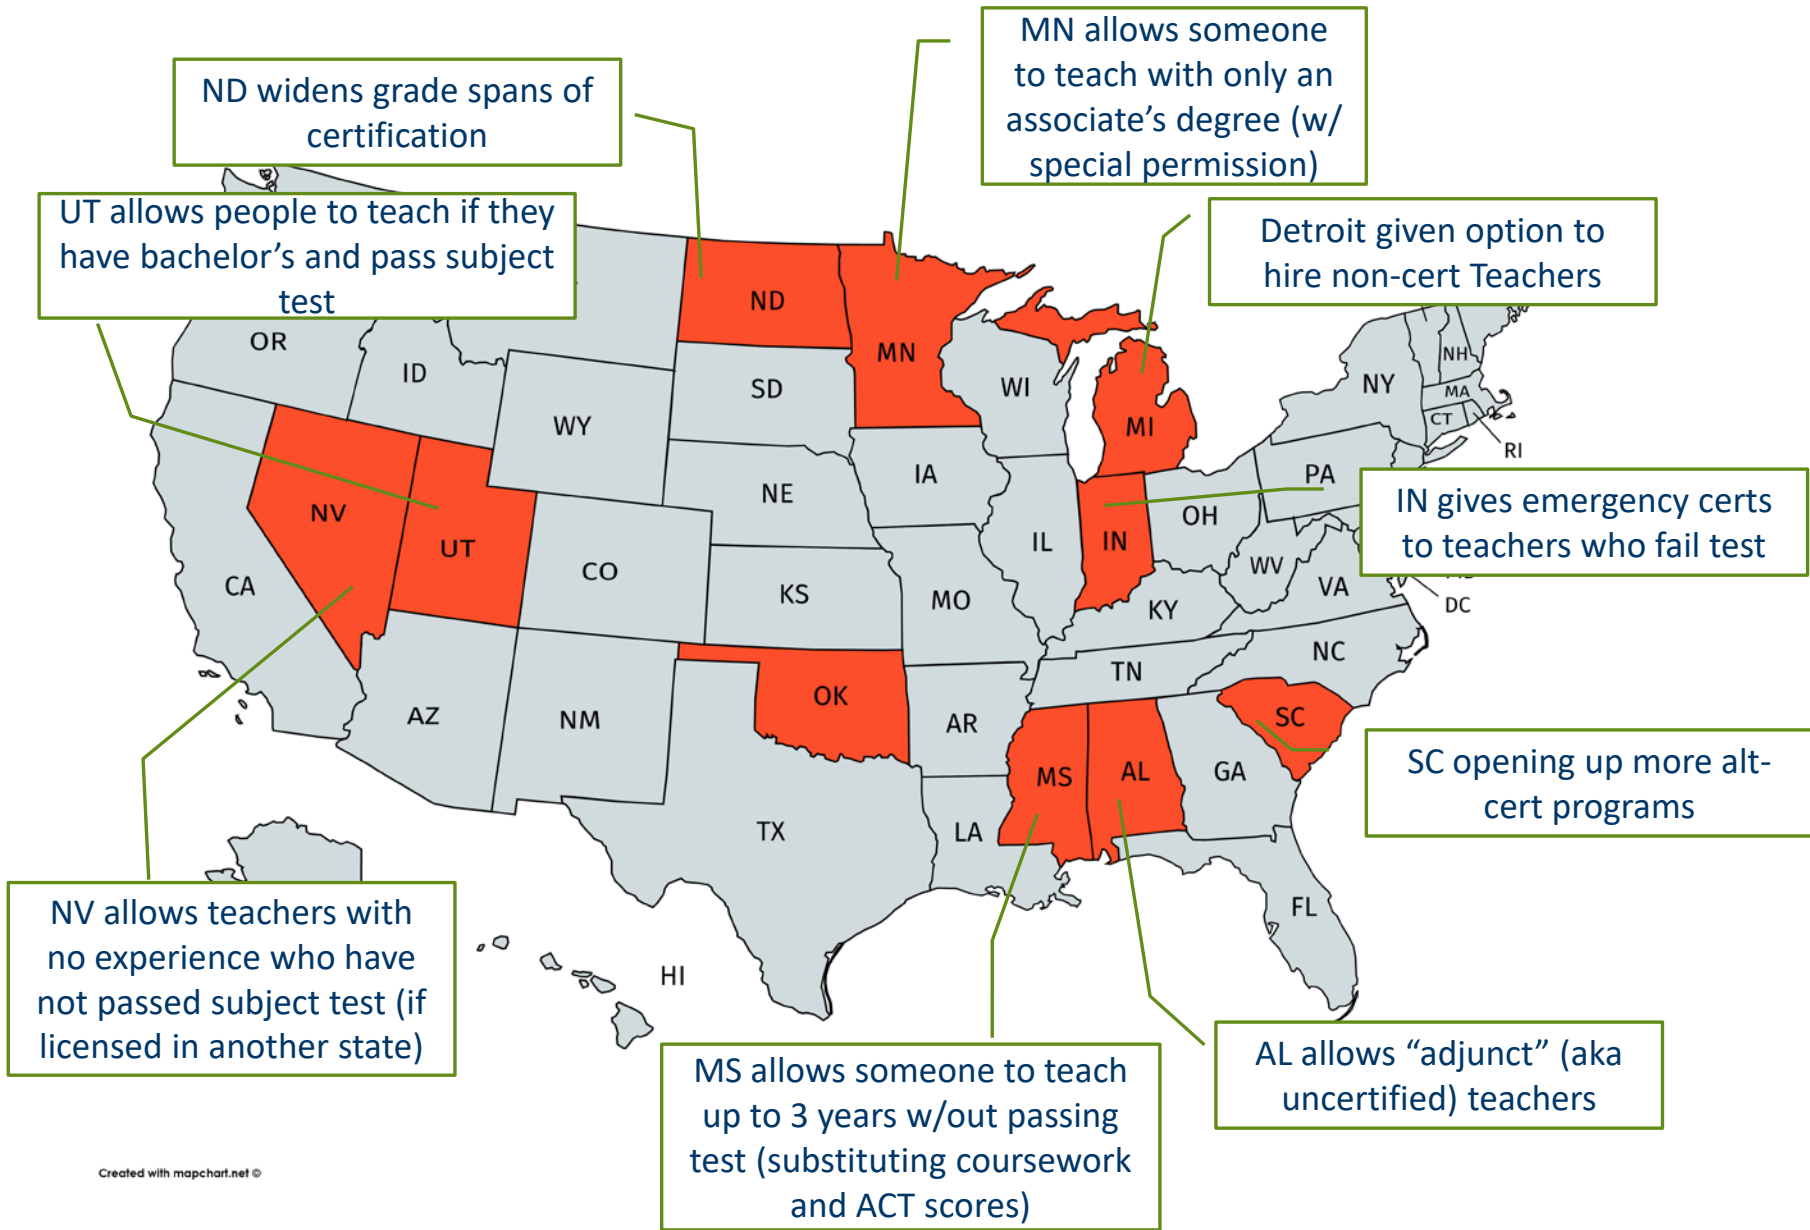 MN allows someone
to teach with only an
associate’s degree (w/
special permission)
ND widens grade spans of
certification
UT allows people to teach if they
have bachelor’s and pass subject
test
Detroit given option to
hire non-cert Teachers
IN gives emergency certs
to teachers who fail test
SC opening up more alt-
cert programs
NV allows teachers with
no experience who have
not passed subject test (if
licensed in another state)
MS allows someone to teach
up to 3 years w/out passing
test (substituting coursework
and ACT scores)
AL allows “adjunct” (aka
uncertified) teachers
OR
ID
WY
ND
SD
MN
WI
MI
NY
NH
MA
CT
RI
PA
NV
UT
CA
CO
NE
IA
IL
IN
OH
WV
VA
DC
KS
MO
KY
NC
TN
AZ
NM
OK
AR
SC
MS
AL
GA
TX
LA
FL
HI
Created with mapchart.net ©